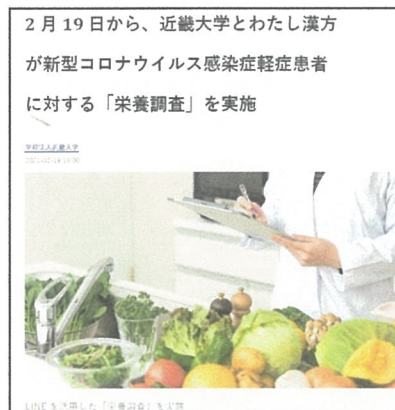 2月19日から、近畿大学とわたし漢方
が新型コロナウイルス感染症軽症患者
に対する「栄養調査」を実施
学校法人近畿大学
LINEを活用した「栄養調査」を実施